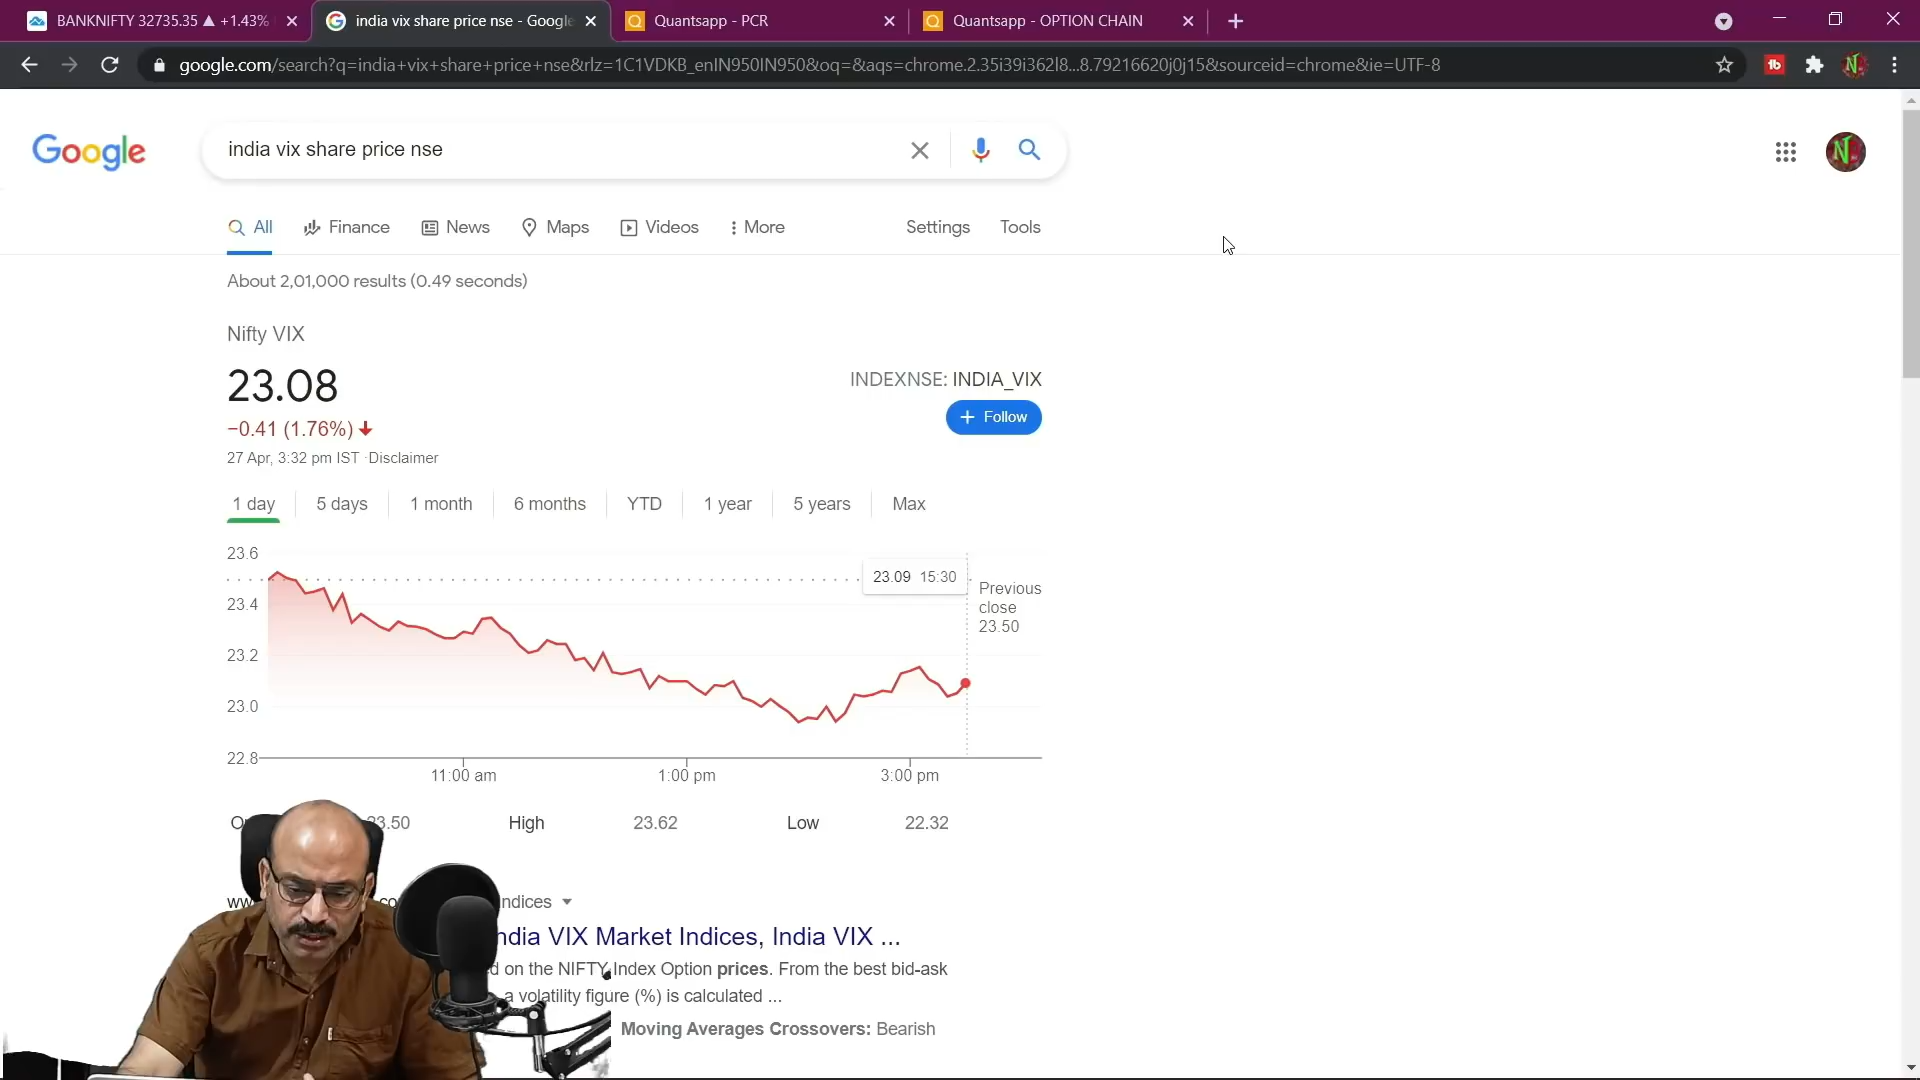 BANKNIFTY 32735.35 ▲ +1.43%
india vix share price nse - Google
Quantsapp - PCR
Quantsapp - OPTION CHAIN
google.com/search?q=india+vix+share+price+nse&rlz=1C1VDKB_enIN950IN950&oq=&aqs=chrome.2.35i39i362l8...8.79216620j0j15&sourceid=chrome&ie=UTF-8
Google
india vix share price nse
All
Finance
News
Maps
Videos
More
Settings
Tools
About 2,01,000 results (0.49 seconds)
Nifty VIX
23.08
INDEXNSE: INDIA_VIX
+ Follow
−0.41 (1.76%)
27 Apr, 3:32 pm IST · Disclaimer
1 day
5 days
1 month
6 months
YTD
1 year
5 years
Max
23.6
23.4
23.2
23.0
22.8
23.09 15:30
Previous
close
23.50
11:00 am
1:00 pm
3:00 pm
High
23.62
Low
22.32
India VIX Market Indices, India VIX ...
on the NIFTY Index Option prices. From the best bid-ask
a volatility figure (%) is calculated ...
Moving Averages Crossovers: Bearish